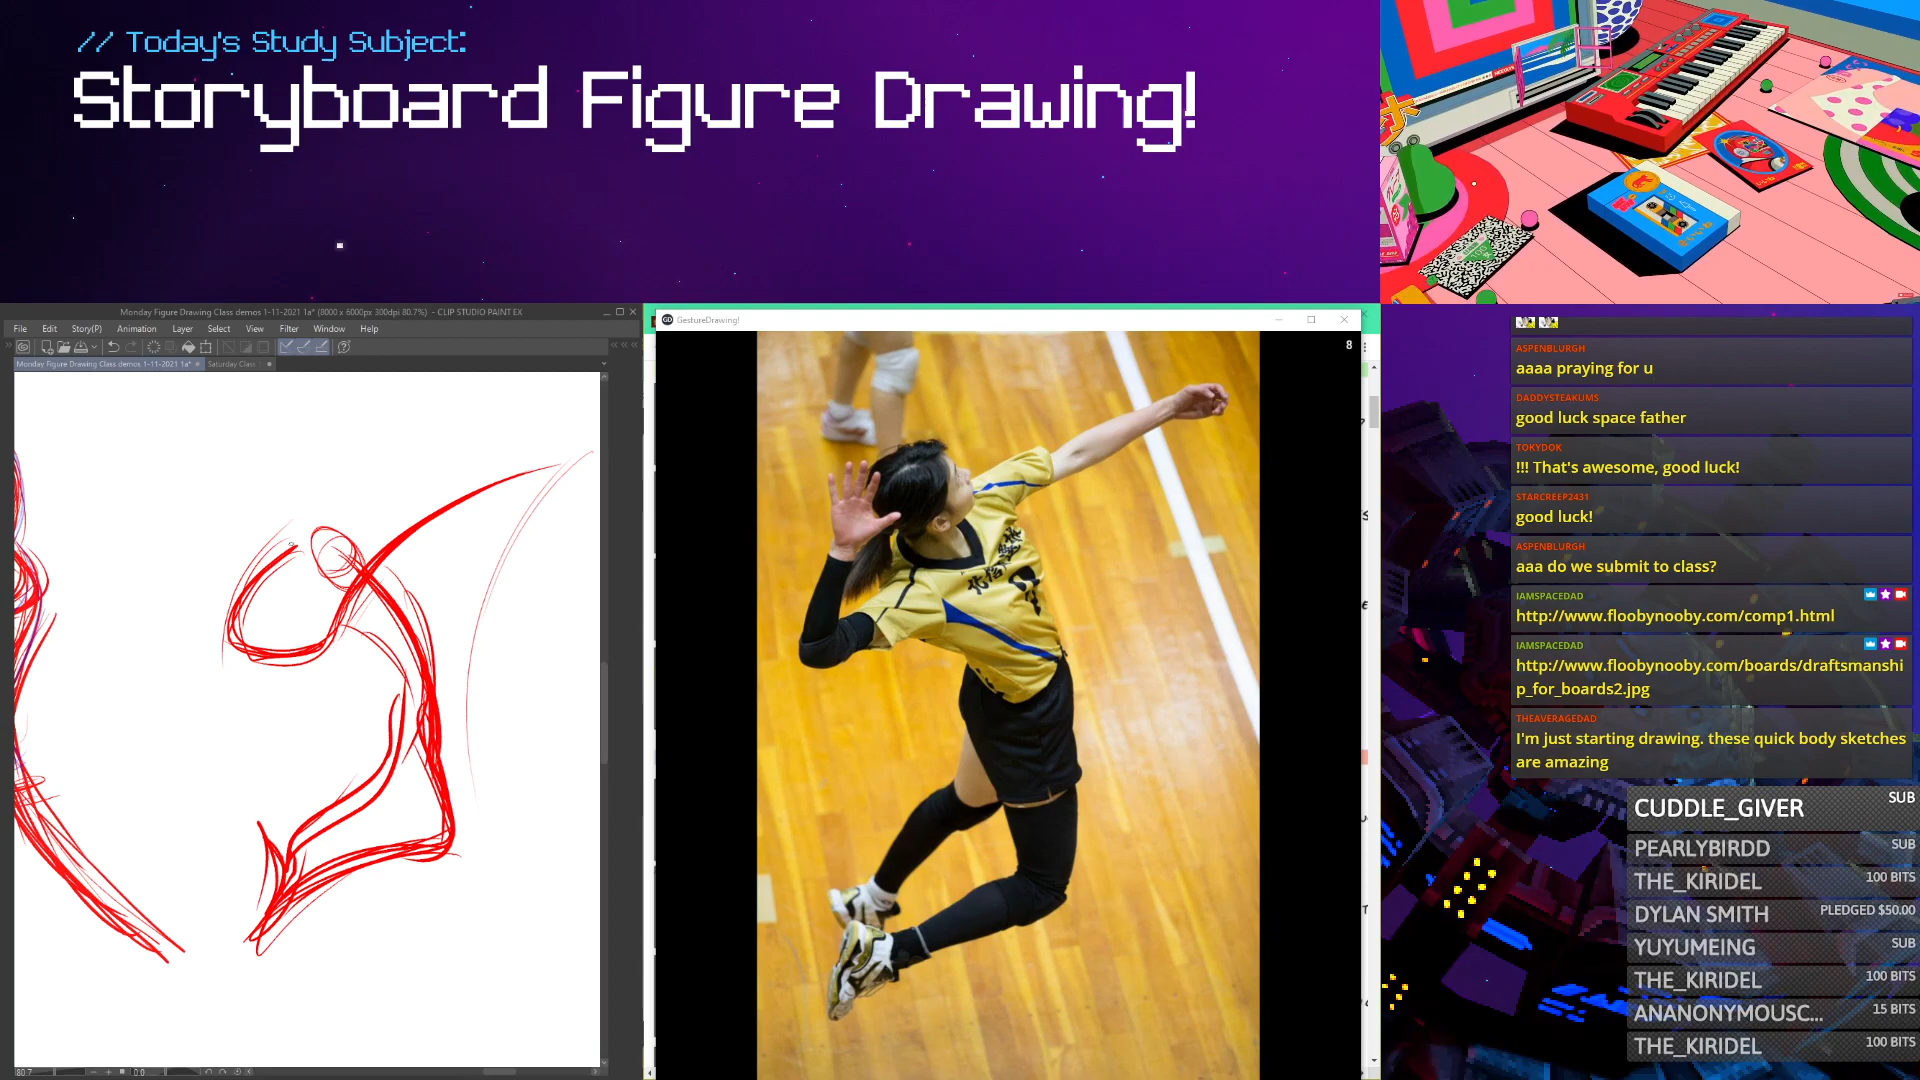 // Today's Study Subject:
Storyboard Figure Drawing!
Monday Figure Drawing Class demos 1-11-2021 1a* (8000 x 6000px 300dpi 80.7%) - CLIP STUDIO PAINT EX
File Edit Story(P) Animation Layer Select View Filter Window Help
Monday Figure Drawing Class demos 1-11-2021 1a* Saturday Class
80.7 0.0
GD GestureDrawing!
8
ASPENBLURGH
aaaa praying for u
DADDYSTEAKUMS
good luck space father
TOKYDOK
!!! That's awesome, good luck!
STARCREEP2431
good luck!
ASPENBLURGH
aaa do we submit to class?
IAMSPACEDAD
http://www.floobynooby.com/comp1.html
IAMSPACEDAD
http://www.floobynooby.com/boards/draftsmanshi
p_for_boards2.jpg
THEAVERAGEDAD
I'm just starting drawing. these quick body sketches
are amazing
CUDDLE_GIVER SUB
PEARLYBIRDD SUB
THE_KIRIDEL 100 BITS
DYLAN SMITH PLEDGED $50.00
YUYUMEING SUB
THE_KIRIDEL 100 BITS
ANANONYMOUSC... 15 BITS
THE_KIRIDEL 100 BITS